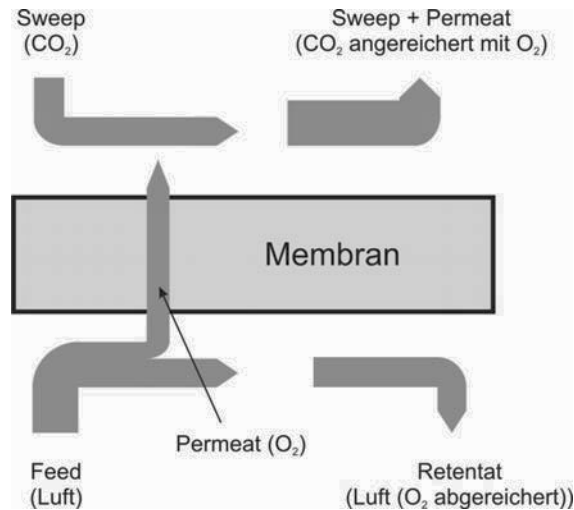 Sweep
(CO₂)
Sweep + Permeat
(CO₂ angereichert mit O₂)
Membran
Permeat (O₂)
Feed
(Luft)
Retentat
(Luft (O₂ abgereichert))